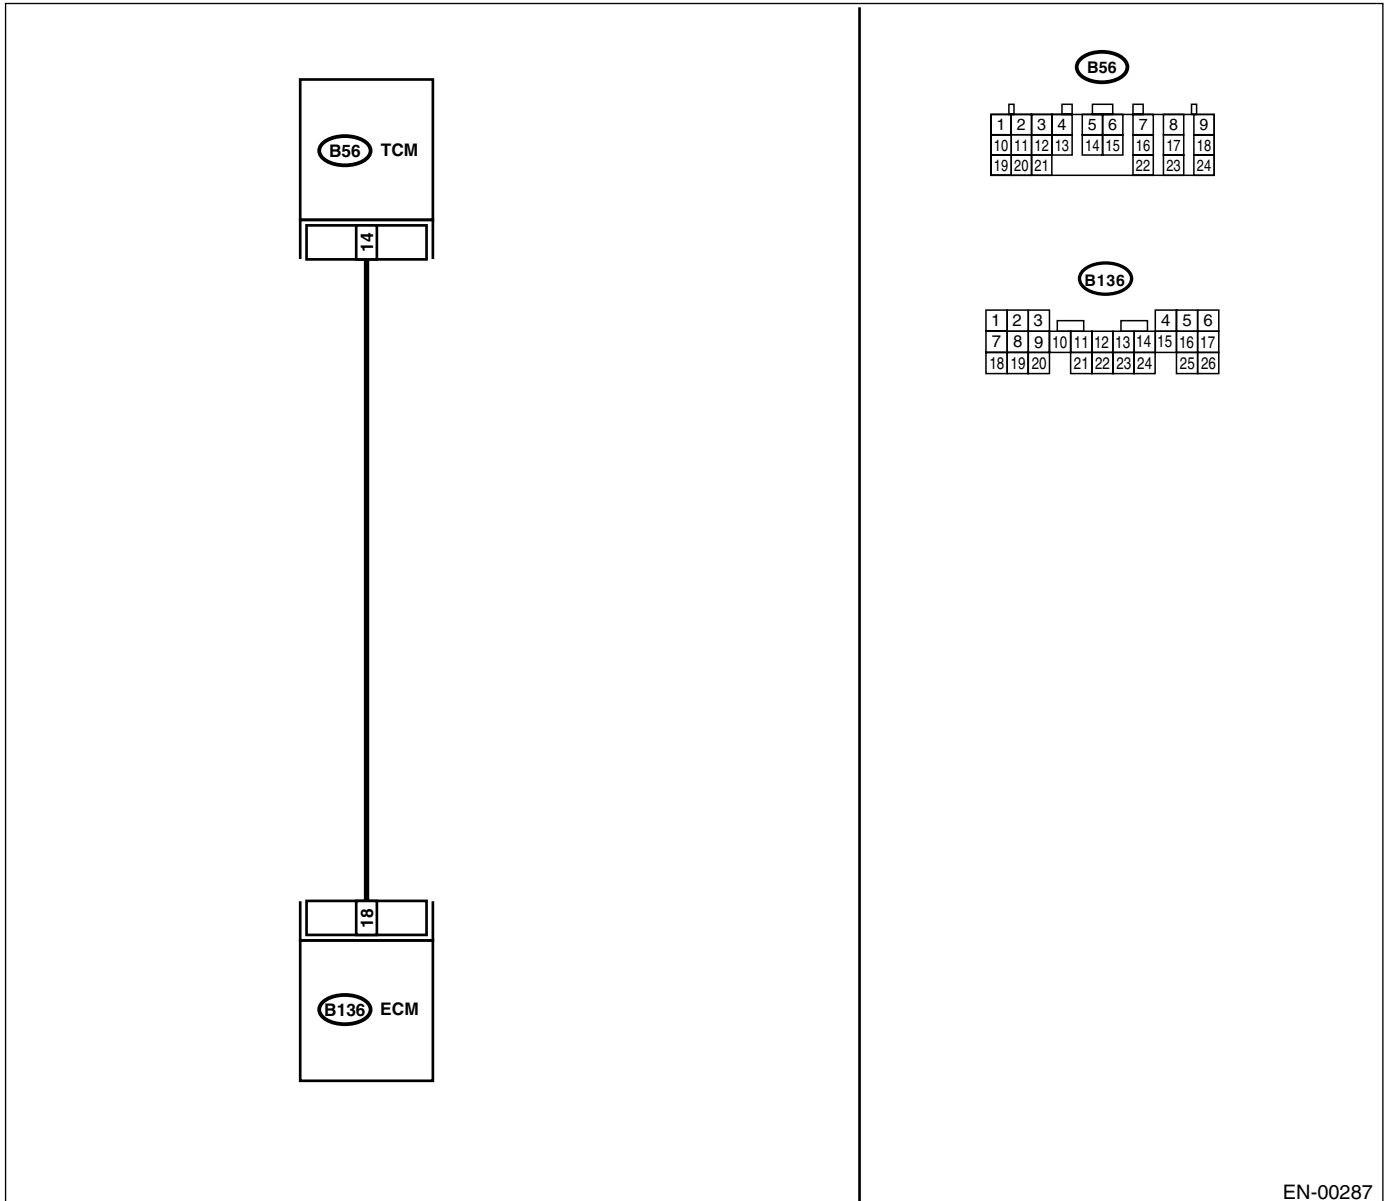 B56 TCM
14
18
B136 ECM
B56
1 2 3 4 5 6 7 8 9
10 11 12 13 14 15 16 17 18
19 20 21 22 23 24
B136
1 2 3 4 5 6
7 8 9 10 11 12 13 14 15 16 17
18 19 20 21 22 23 24 25 26
EN-00287